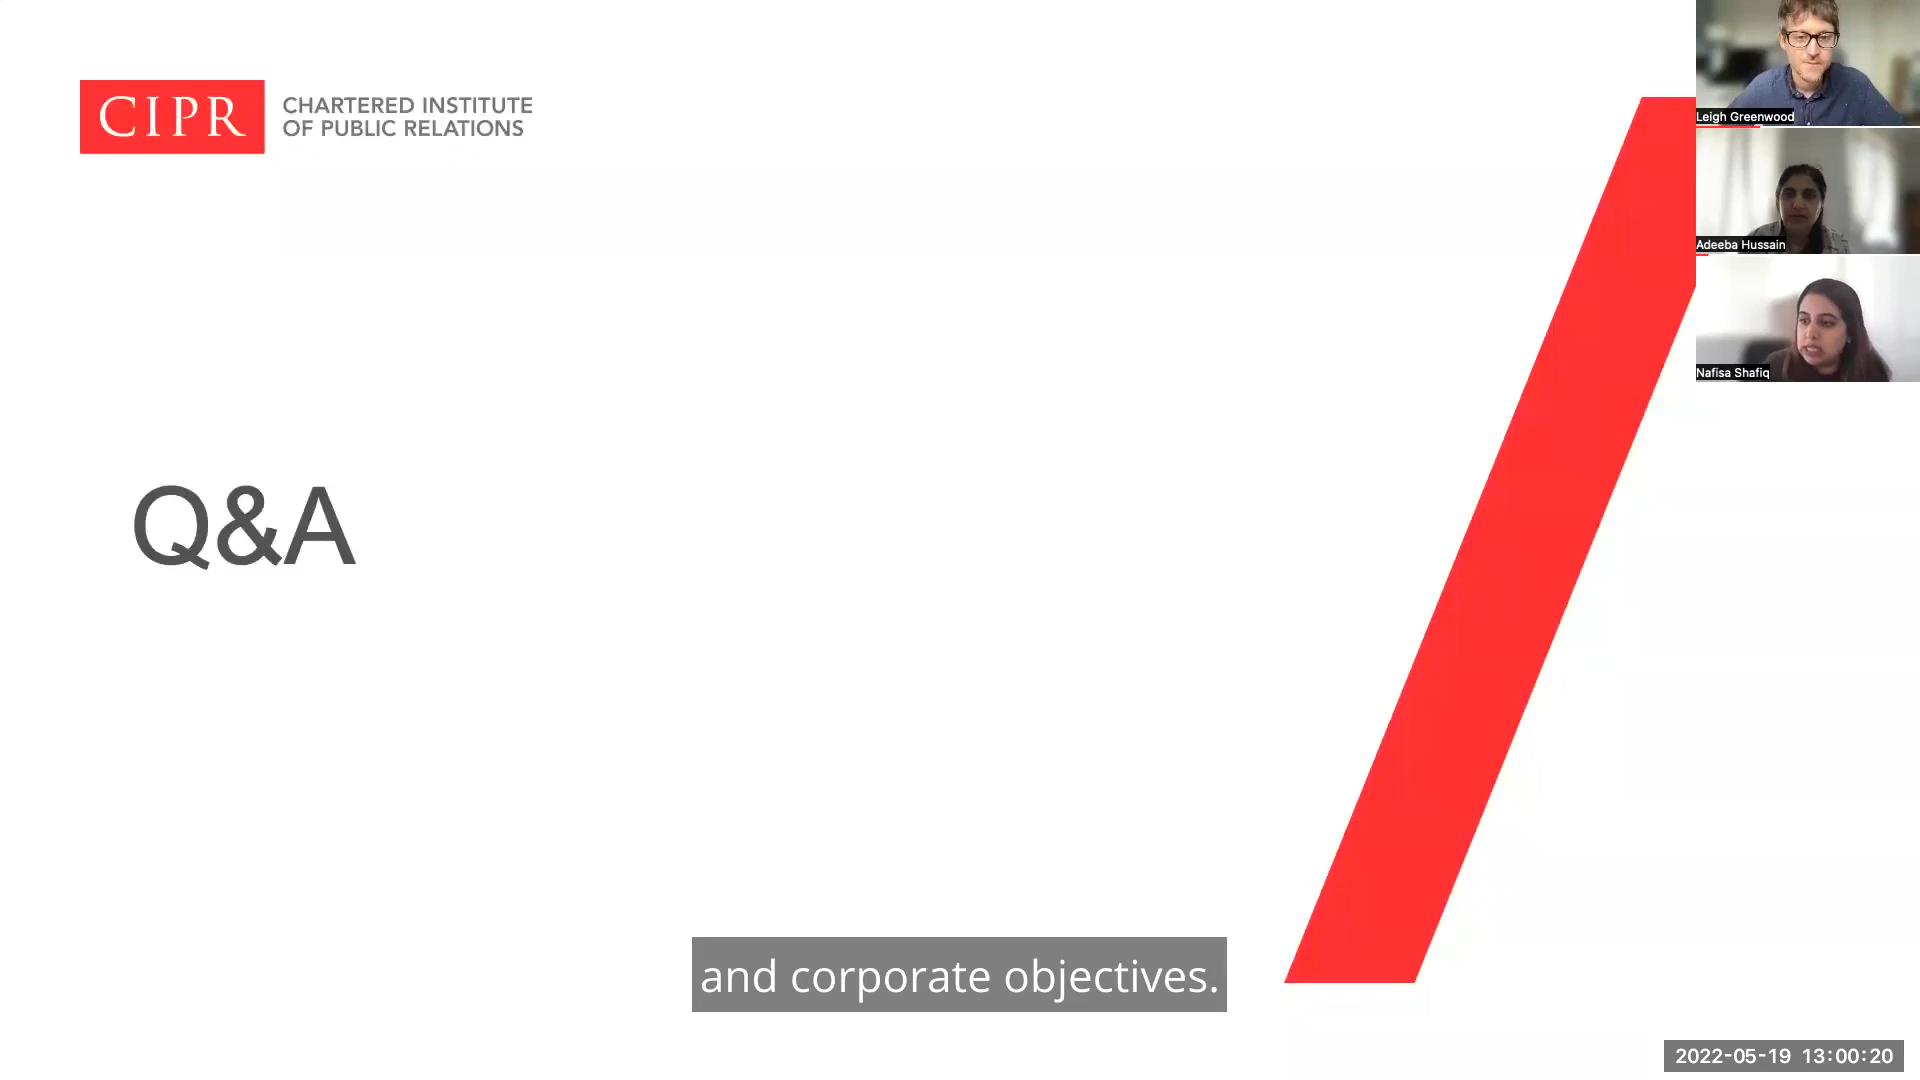 CIPR
CHARTERED INSTITUTE
OF PUBLIC RELATIONS
Leigh Greenwood
Adeeba Hussain
Nafisa Shafiq
Q&A
and corporate objectives.
2022-05-19 13:00:20